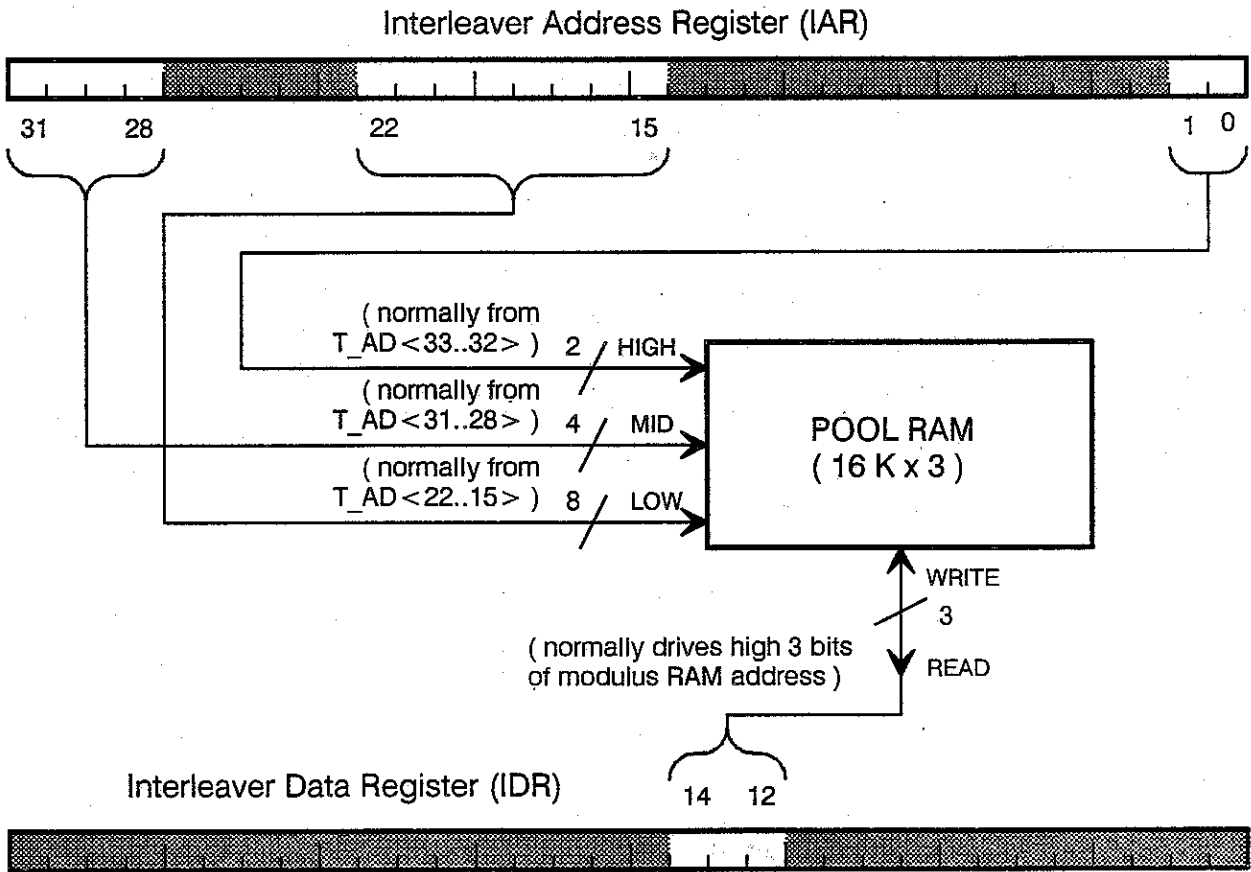 Interleaver Address Register (IAR)
31 28 22 15 1 0
( normally from
T_AD<33..32> ) 2 HIGH
( normally from
T_AD<31..28> ) 4 MID
( normally from
T_AD<22..15> ) 8 LOW
POOL RAM
( 16 K x 3 )
WRITE
3
( normally drives high 3 bits
of modulus RAM address )
READ
14 12
Interleaver Data Register (IDR)